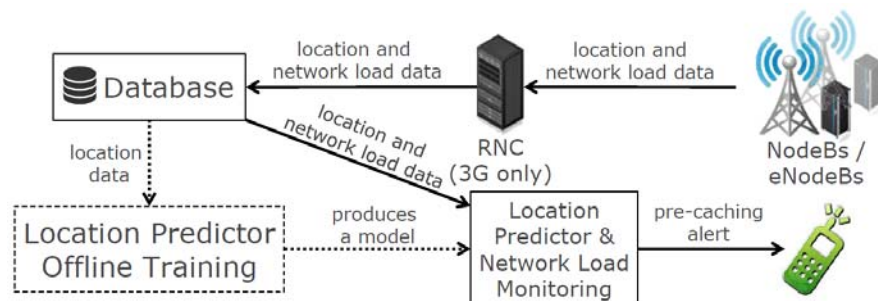 location and
network load data
location and
network load data
Database
RNC
(3G only)
NodeBs /
eNodeBs
location
data
location and
network load data
Location Predictor
Offline Training
produces
a model
Location
Predictor &
Network Load
Monitoring
pre-caching
alert